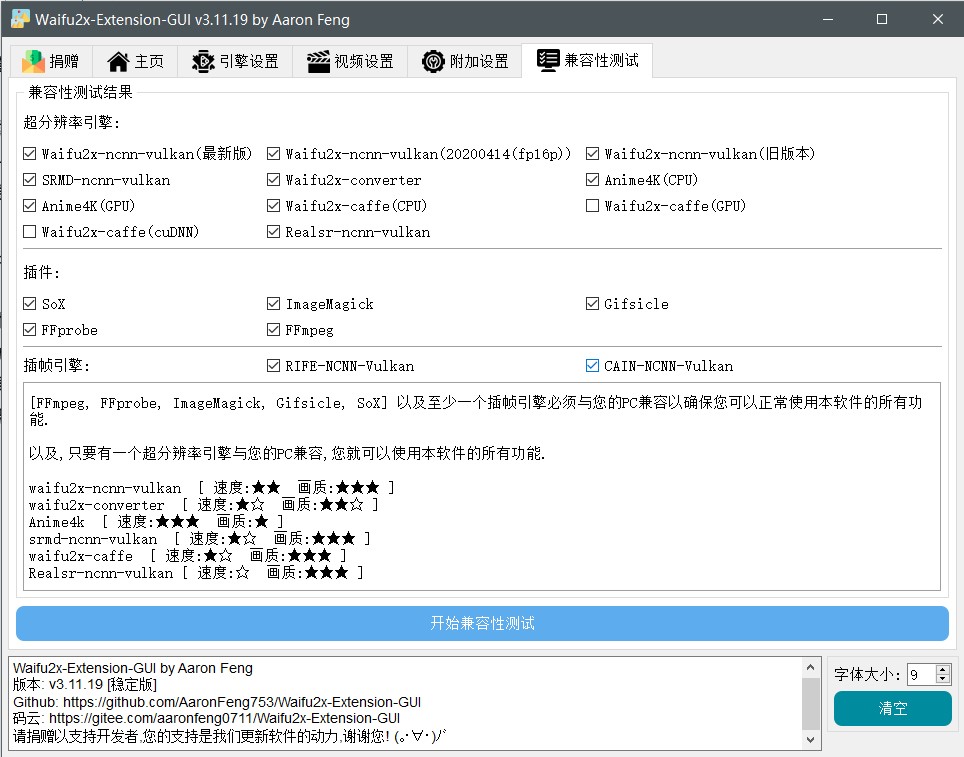 Waifu2x-Extension-GUI v3.11.19 by Aaron Feng
捐赠 主页 引擎设置 视频设置 附加设置 兼容性测试
兼容性测试结果
超分辨率引擎:
Waifu2x-ncnn-vulkan(最新版) Waifu2x-ncnn-vulkan(20200414(fp16p)) Waifu2x-ncnn-vulkan(旧版本)
SRMD-ncnn-vulkan Waifu2x-converter Anime4K(CPU)
Anime4K(GPU) Waifu2x-caffe(CPU) Waifu2x-caffe(GPU)
Waifu2x-caffe(cuDNN) Realsr-ncnn-vulkan
插件:
SoX ImageMagick Gifsicle
FFprobe FFmpeg
插帧引擎: RIFE-NCNN-Vulkan CAIN-NCNN-Vulkan
[FFmpeg, FFprobe, ImageMagick, Gifsicle, SoX] 以及至少一个插帧引擎必须与您的PC兼容以确保您可以正常使用本软件的所有功
能.
以及,只要有一个超分辨率引擎与您的PC兼容,您就可以使用本软件的所有功能.
waifu2x-ncnn-vulkan [ 速度:★★ 画质:★★★ ]
waifu2x-converter [ 速度:★☆ 画质:★★☆ ]
Anime4k [ 速度:★★★ 画质:★ ]
srmd-ncnn-vulkan [ 速度:★☆ 画质:★★★ ]
waifu2x-caffe [ 速度:★☆ 画质:★★★ ]
Realsr-ncnn-vulkan [ 速度:☆ 画质:★★★ ]
开始兼容性测试
Waifu2x-Extension-GUI by Aaron Feng
版本: v3.11.19 [稳定版]
Github: https://github.com/AaronFeng753/Waifu2x-Extension-GUI
码云: https://gitee.com/aaronfeng0711/Waifu2x-Extension-GUI
请捐赠以支持开发者,您的支持是我们更新软件的动力,谢谢您! (｡･∀･)ﾉﾞ
字体大小: 9
清空